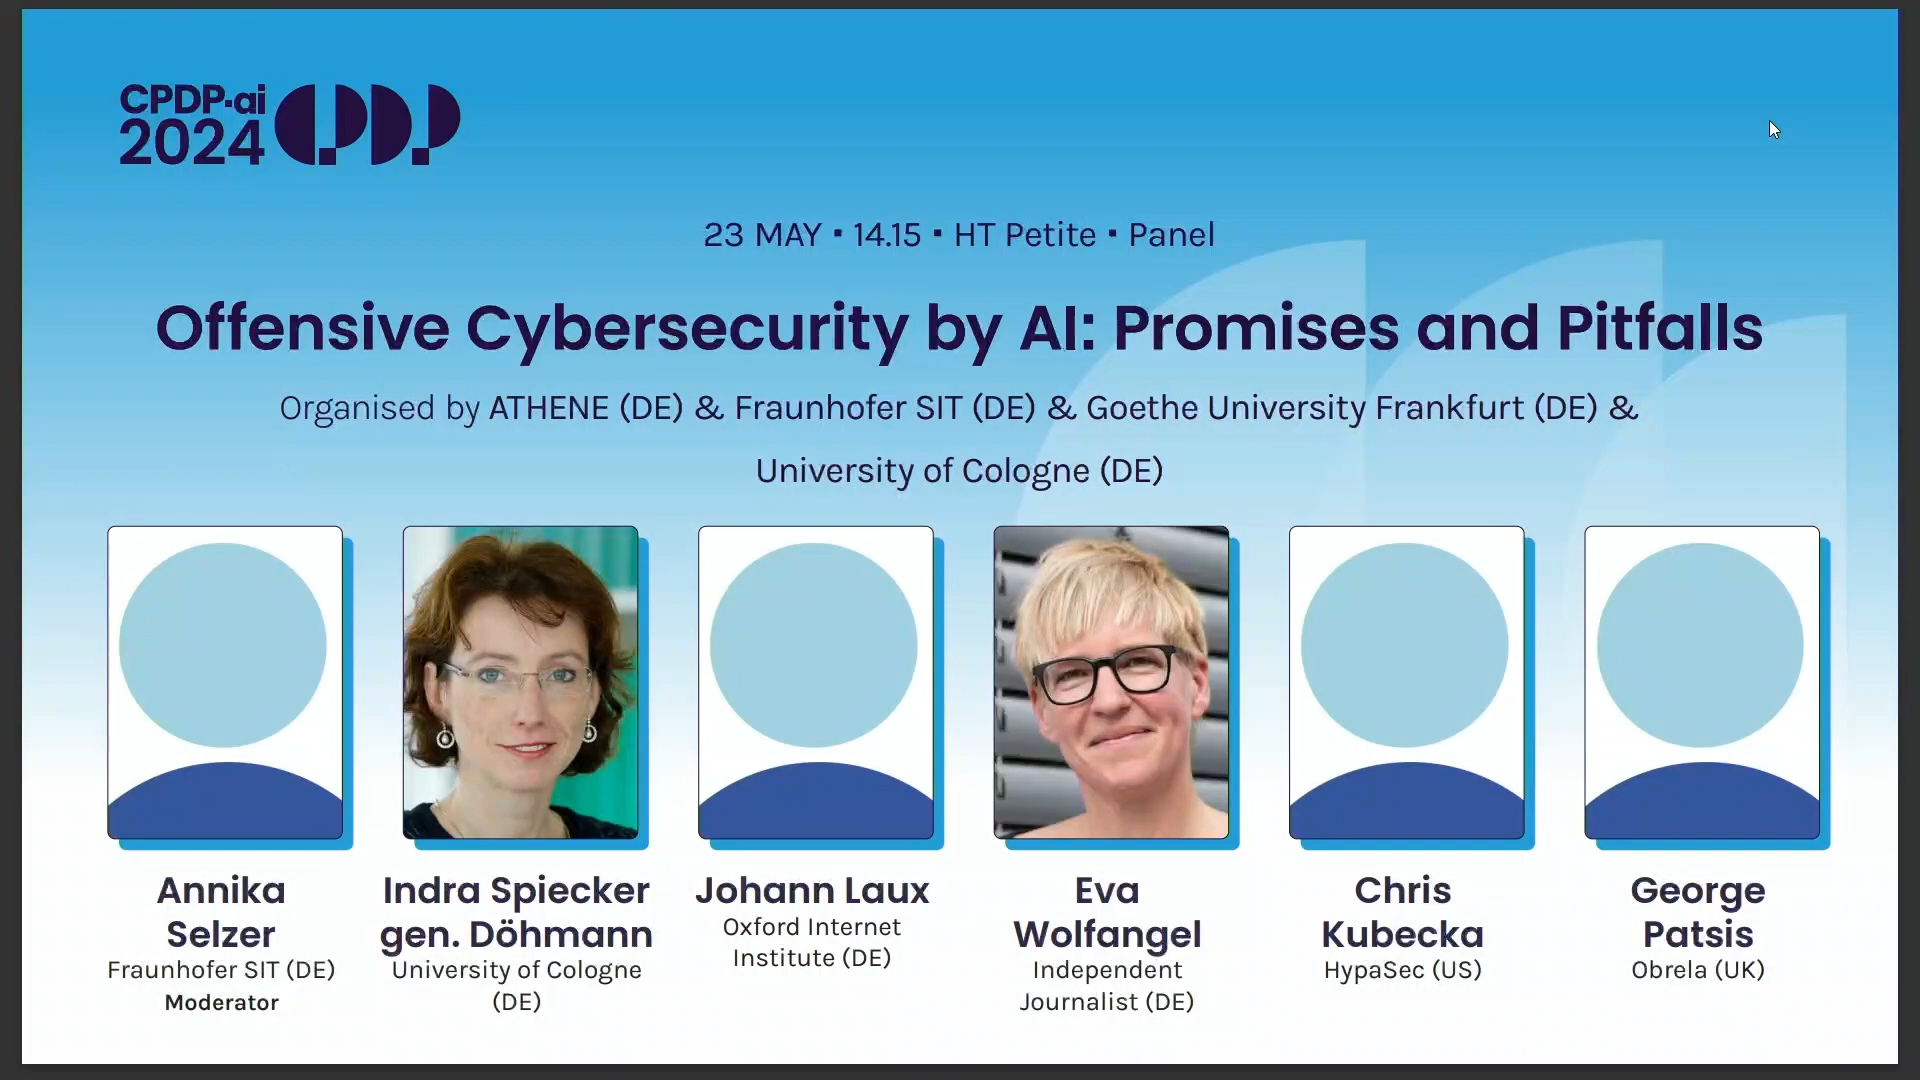 CPDP.ai
2024
23 MAY ▪ 14.15 ▪ HT Petite ▪ Panel
Offensive Cybersecurity by AI: Promises and Pitfalls
Organised by ATHENE (DE) & Fraunhofer SIT (DE) & Goethe University Frankfurt (DE) &
University of Cologne (DE)
Annika
Selzer
Fraunhofer SIT (DE)
Moderator
Indra Spiecker
gen. Döhmann
University of Cologne
(DE)
Johann Laux
Oxford Internet
Institute (DE)
Eva
Wolfangel
Independent
Journalist (DE)
Chris
Kubecka
HypaSec (US)
George
Patsis
Obrela (UK)